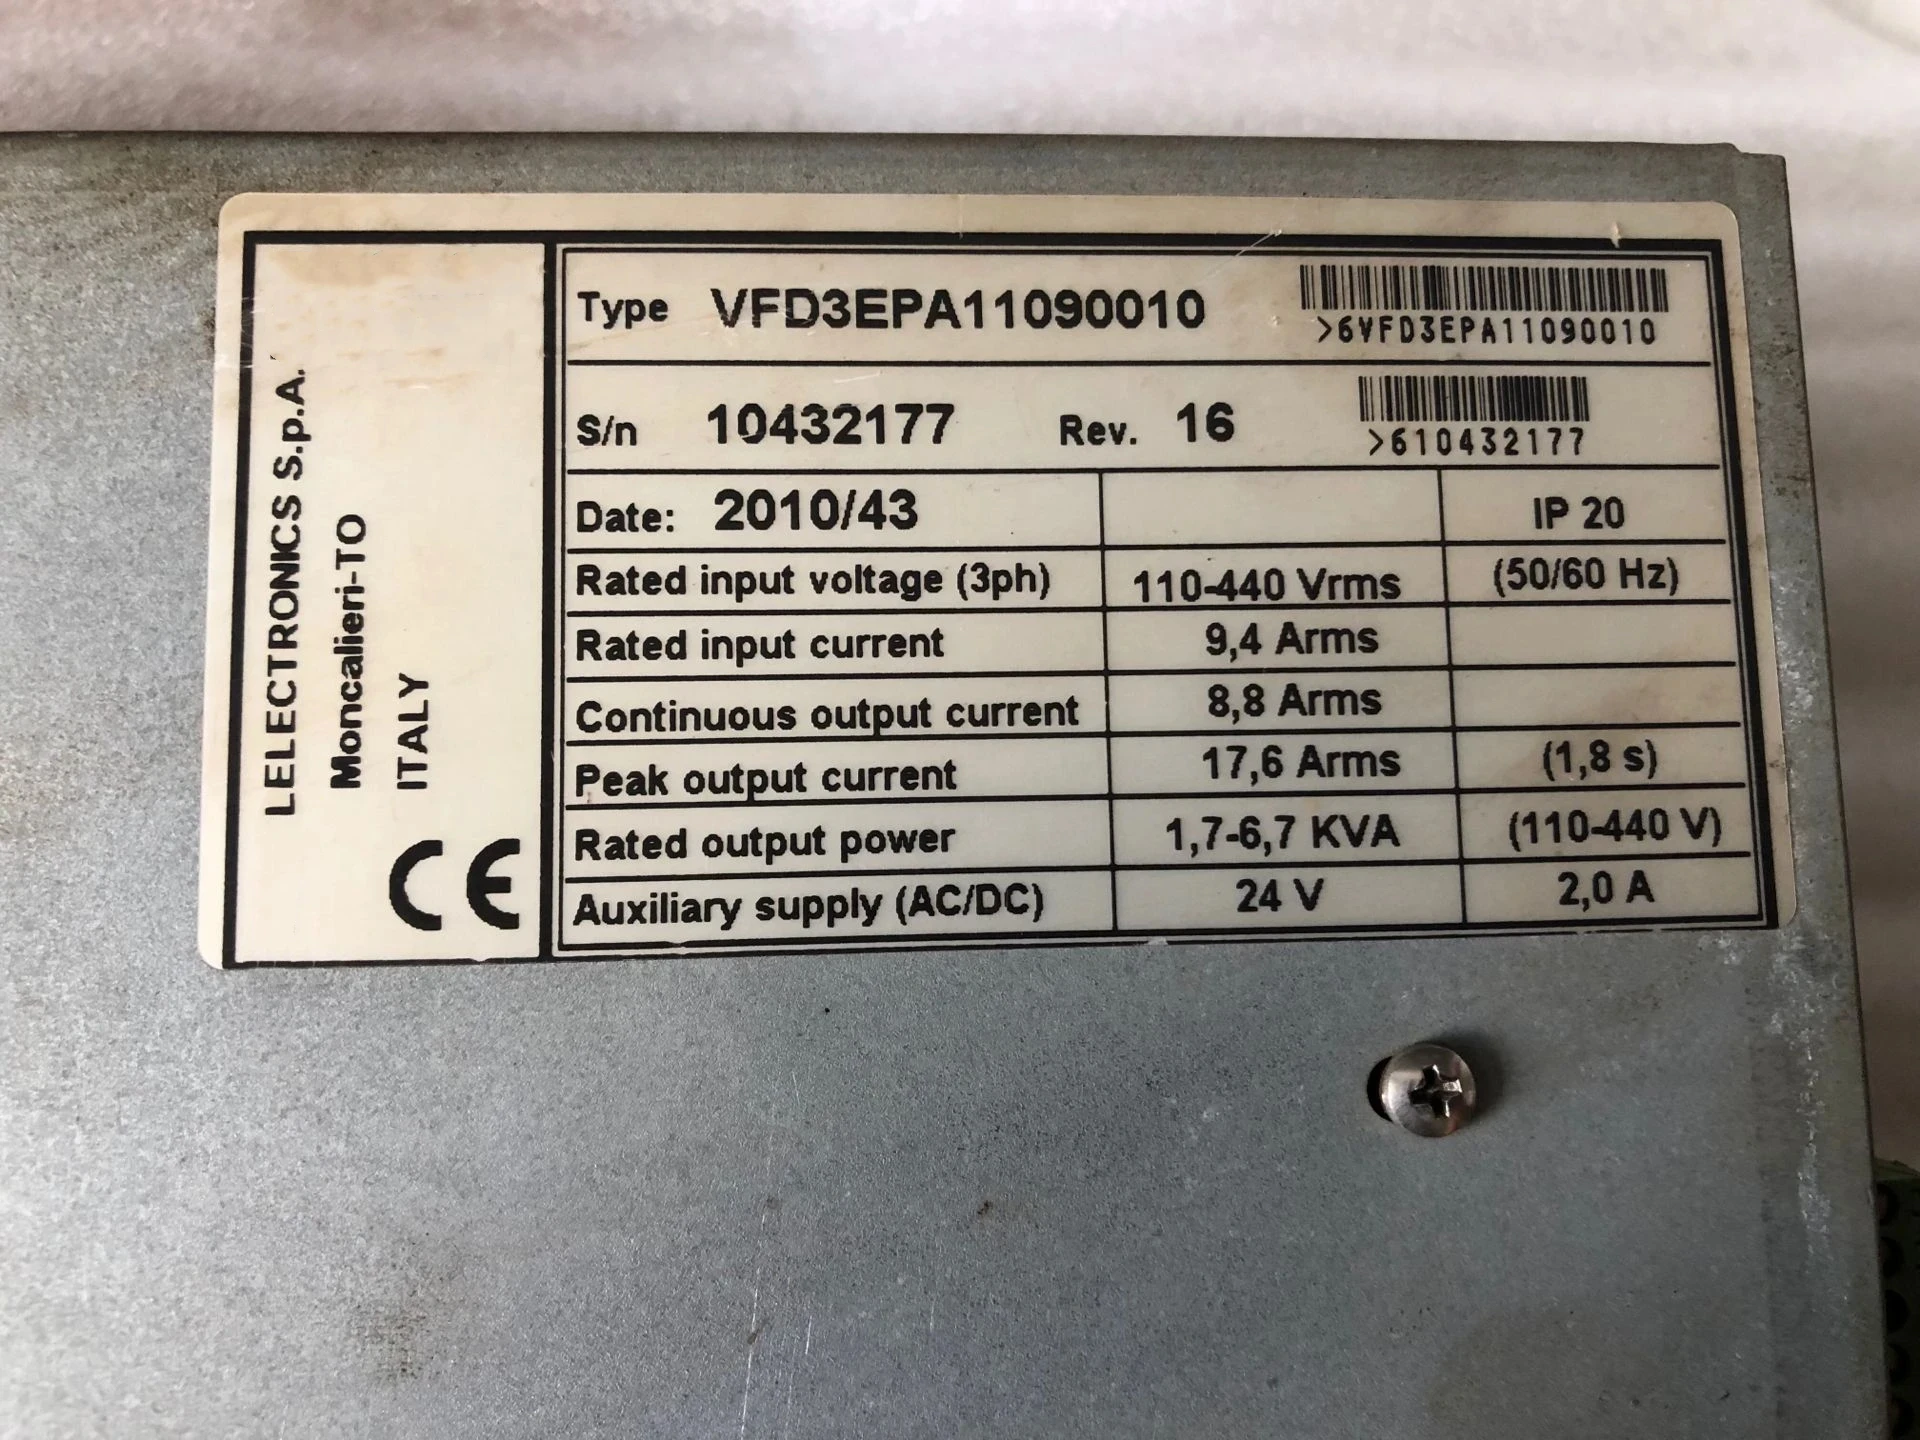 LELECTRONICS S.p.A.
Moncalieri-TO
ITALY
CE
Type VFD3EPA11090010
>6VFD3EPA11090010
S/n 10432177 Rev. 16
>610432177
Date: 2010/43 IP 20
Rated input voltage (3ph) 110-440 Vrms (50/60 Hz)
Rated input current 9,4 Arms
Continuous output current 8,8 Arms
Peak output current 17,6 Arms (1,8 s)
Rated output power 1,7-6,7 KVA (110-440 V)
Auxiliary supply (AC/DC) 24 V 2,0 A